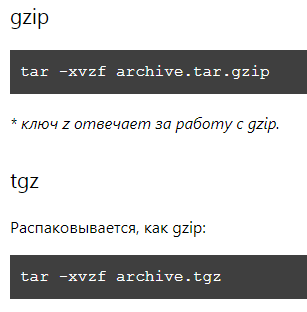 gzip
tar -xvzf archive.tar.gzip
* ключ z отвечает за работу с gzip.
tgz
Распаковывается, как gzip:
tar -xvzf archive.tgz